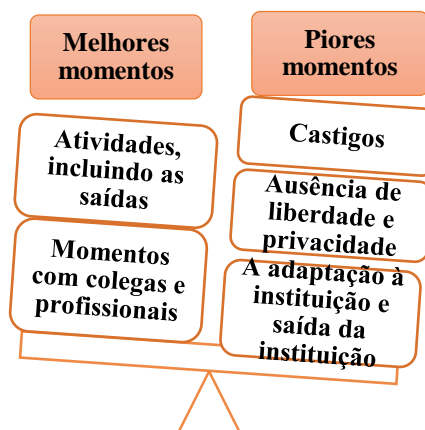 Melhores
momentos
Atividades,
incluindo as
saídas
Momentos
com colegas e
profissionais
Piores
momentos
Castigos
Ausência de
liberdade e
privacidade
A adaptação à
instituição e
saída da
instituição